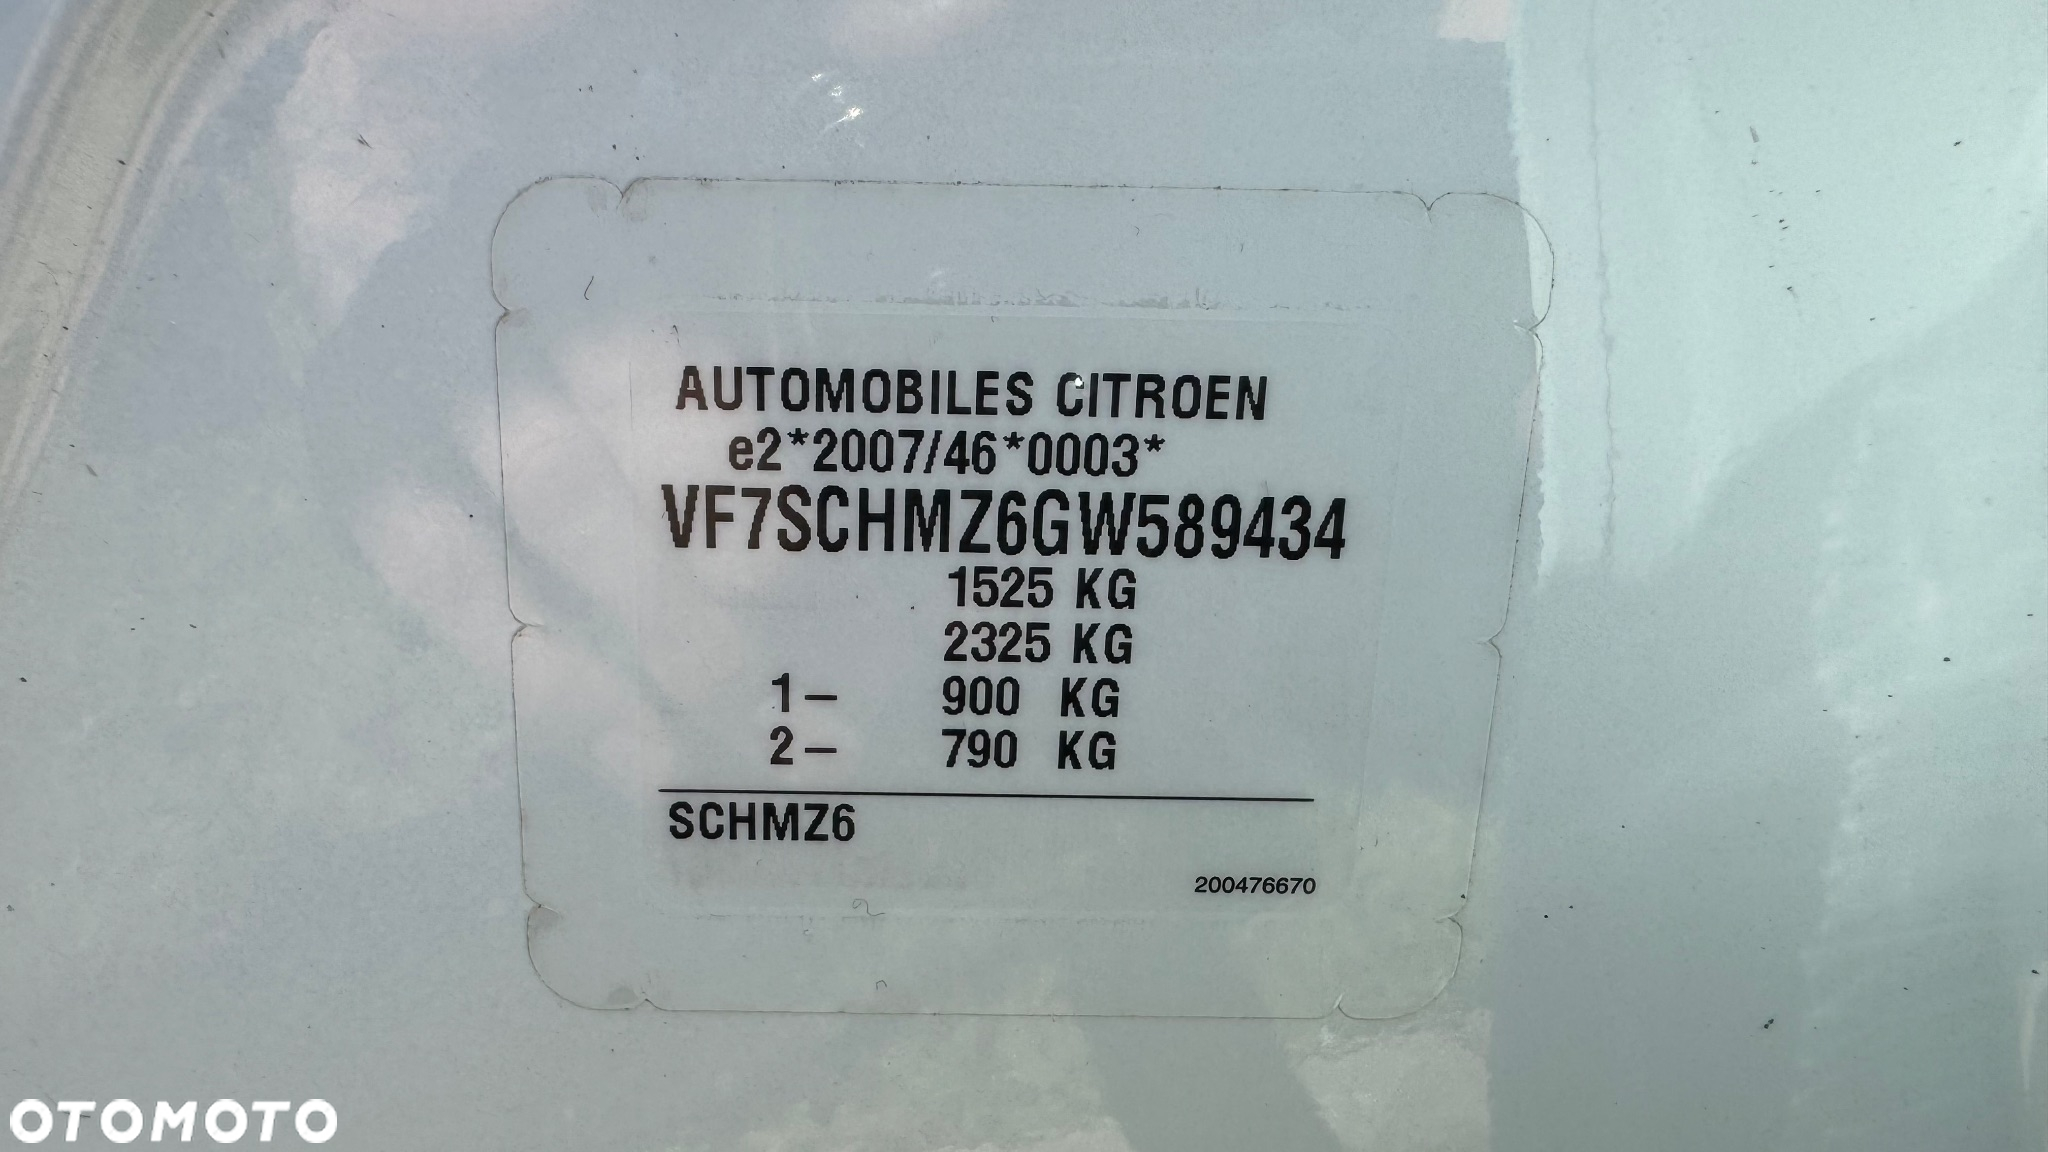 AUTOMOBILES CITROEN
e2*2007/46*0003*
VF7SCHMZ6GW589434
1525 KG
2325 KG
1– 900 KG
2– 790 KG
SCHMZ6
200476670
OTOMOTO